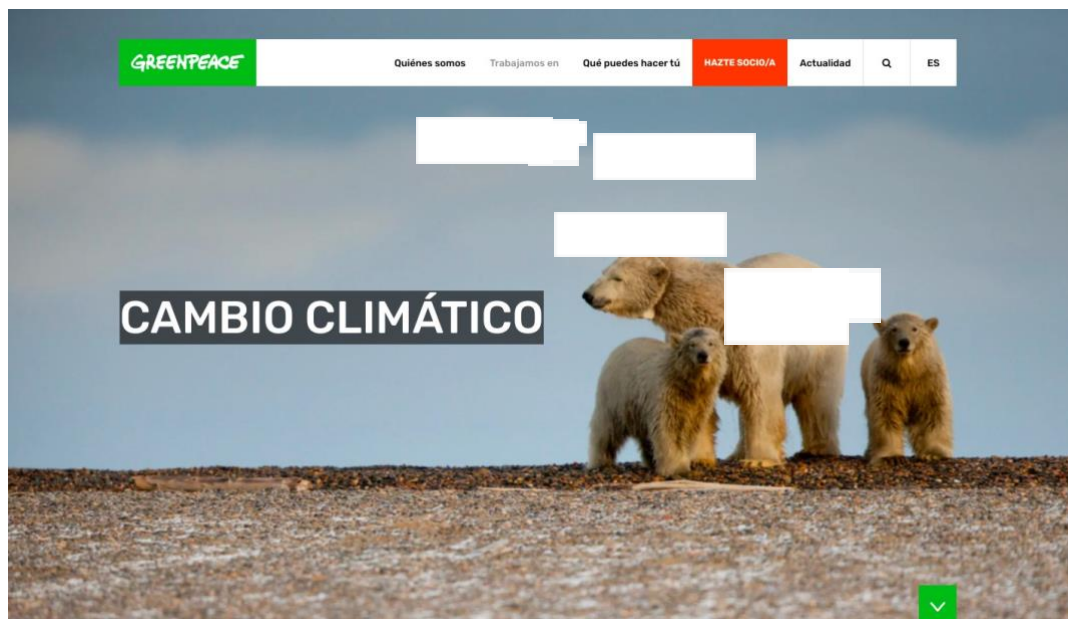 GREENPEACE
Quiénes somos
Trabajamos en
Qué puedes hacer tú
HAZTE SOCIO/A
Actualidad
ES
CAMBIO CLIMÁTICO